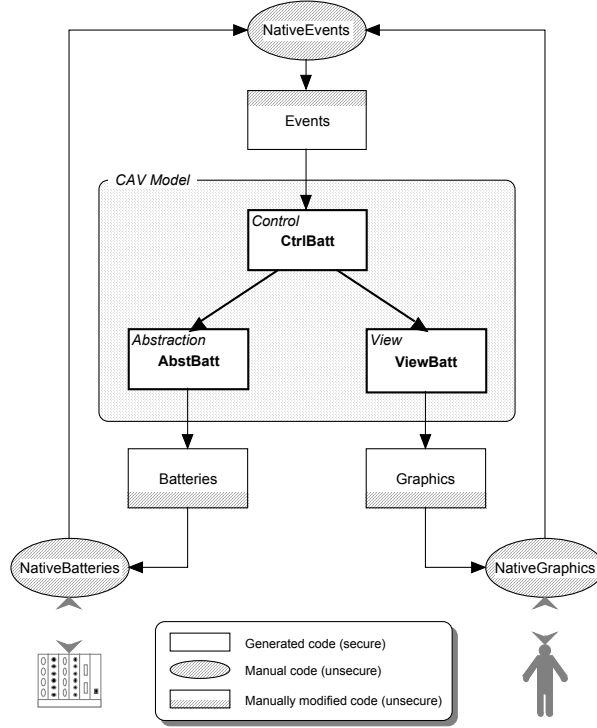 NativeEvents
Events
CAV Model
Control
CtrlBatt
Abstraction
AbstBatt
View
ViewBatt
Batteries
Graphics
NativeBatteries
NativeGraphics
Generated code (secure)
Manual code (unsecure)
Manually modified code (unsecure)